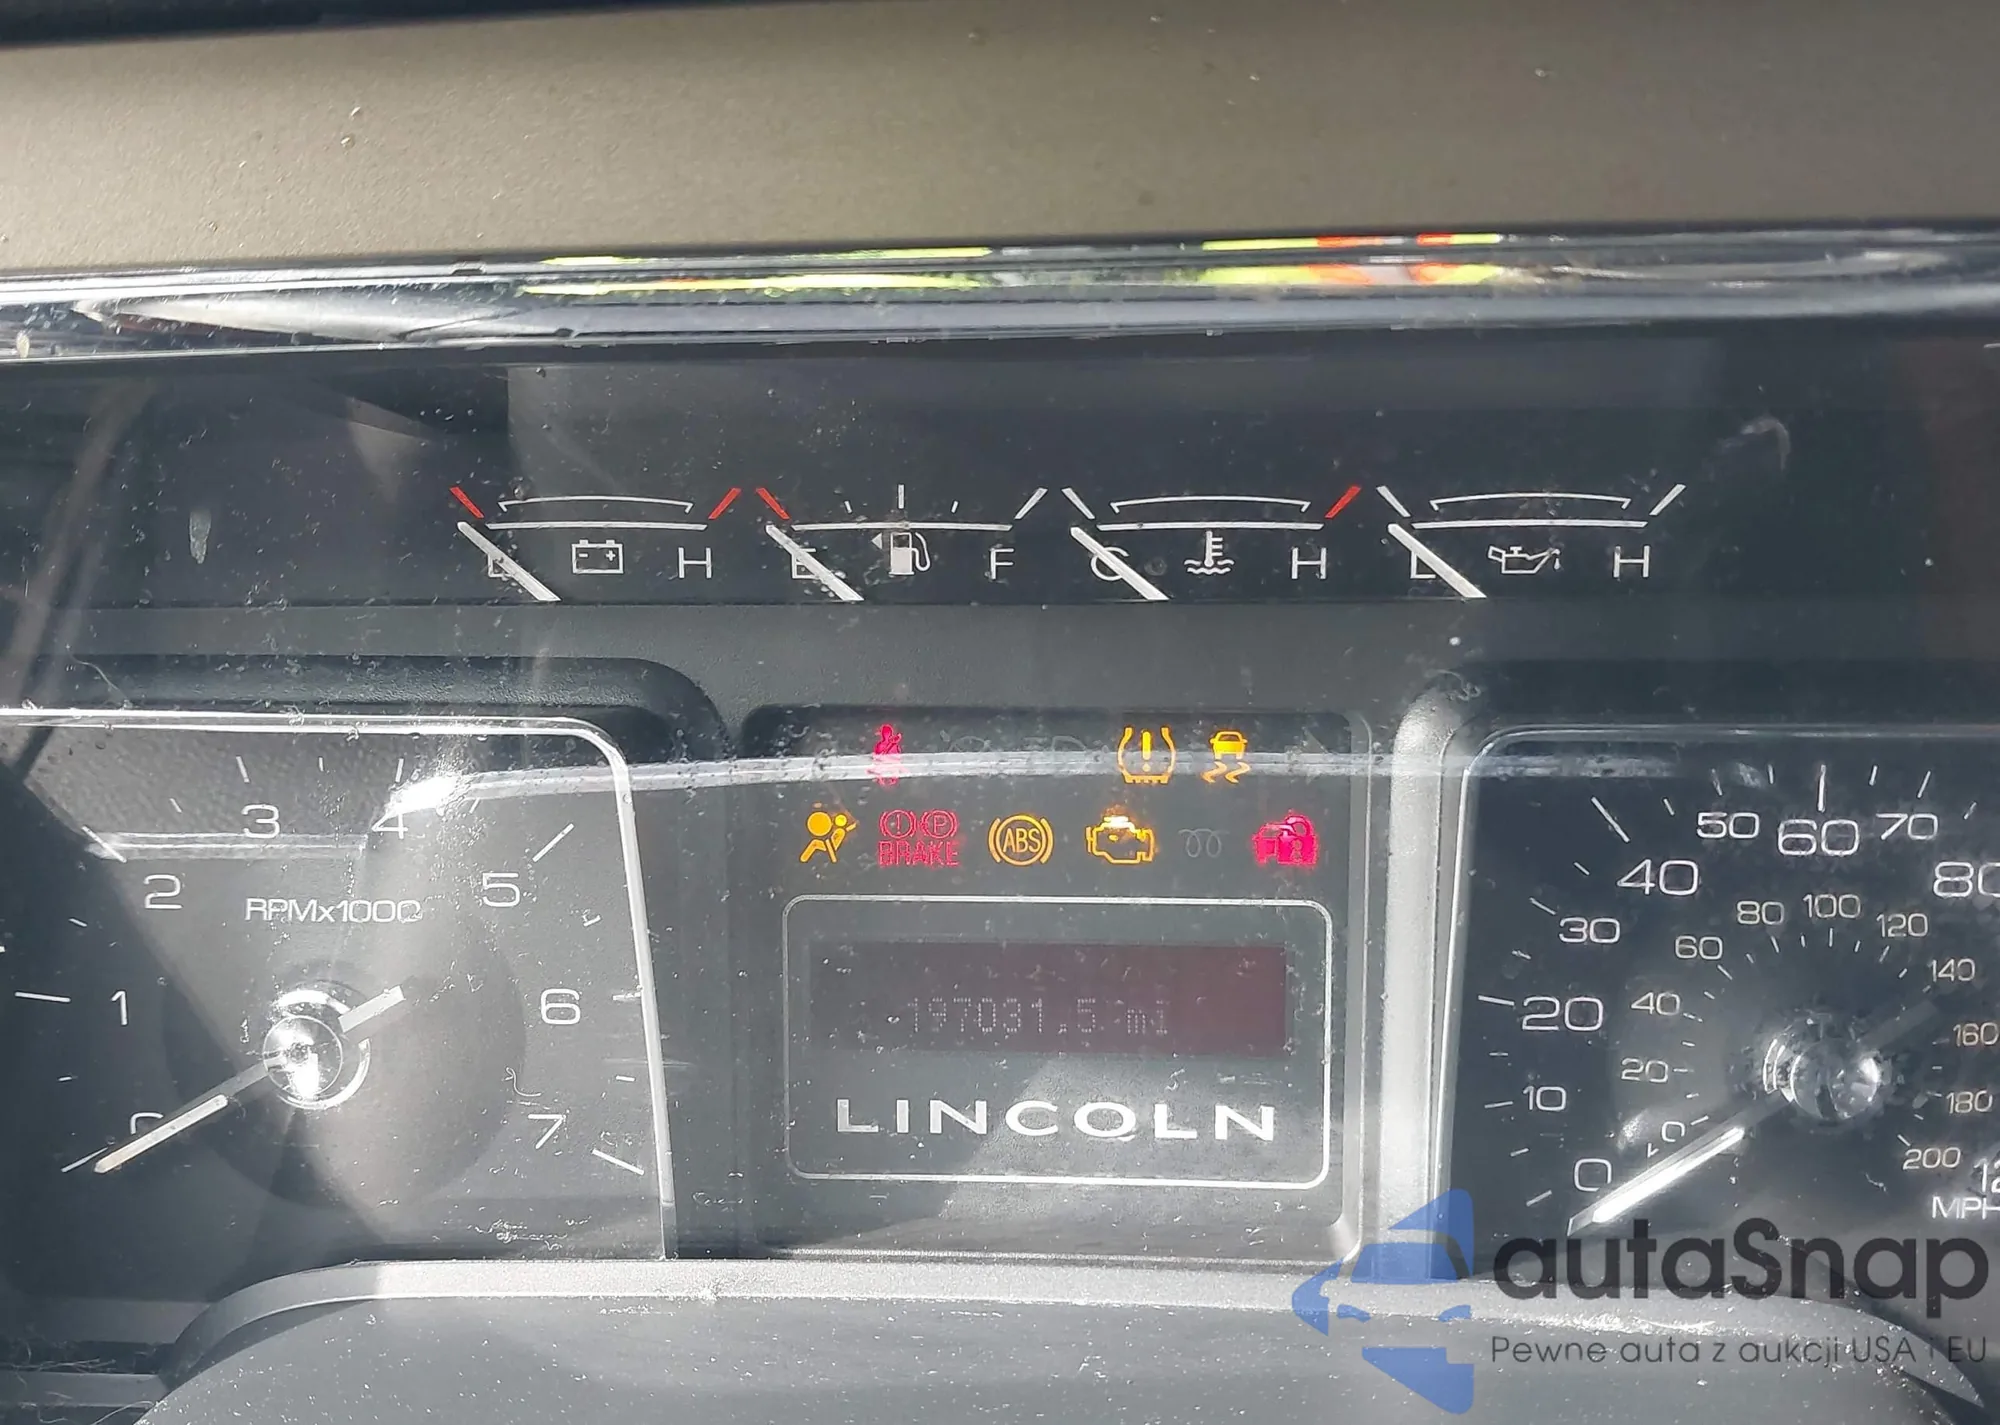 L H E F C H L H
50 60 70
3 4
40 80
2 5
ABS
BRAKE
RPMx1000
80 100 120
30
60
140
197031.5 mi
1 6
20 40
160
20
10 180
LINCOLN
0 7
0
0 200
MPH
autaSnap
Pewne auta z aukcji USA i EU